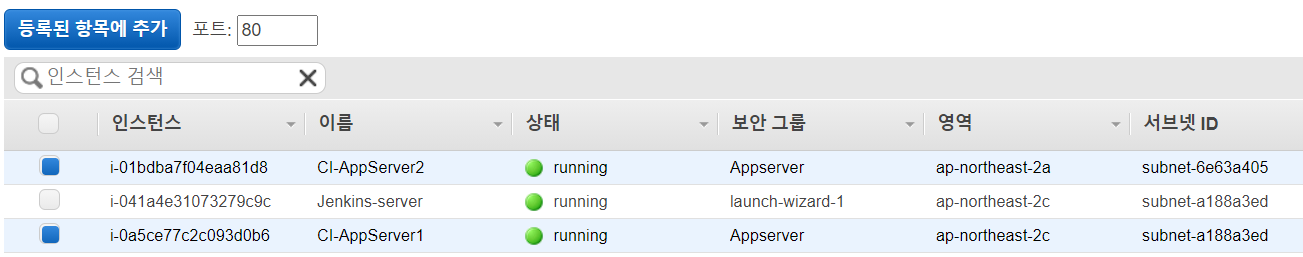 등록된 항목에 추가 포트: 80
인스턴스 검색
인스턴스 이름 상태 보안 그룹 영역 서브넷 ID
i-01bdba7f04eaa81d8 CI-AppServer2 running Appserver ap-northeast-2a subnet-6e63a405
i-041a4e31073279c9c Jenkins-server running launch-wizard-1 ap-northeast-2c subnet-a188a3ed
i-0a5ce77c2c093d0b6 CI-AppServer1 running Appserver ap-northeast-2c subnet-a188a3ed